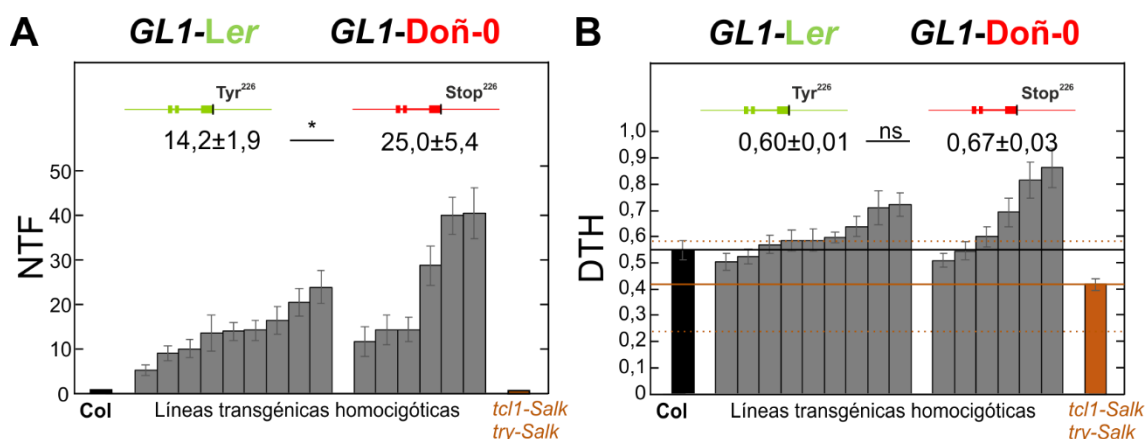 A
GL1-Ler
GL1-Doñ-0
Tyr226
Stop226
14,2±1,9
*
25,0±5,4
NTF
50
40
30
20
10
0
Col
Líneas transgénicas homocigóticas
tcl1-Salk
try-Salk
B
GL1-Ler
GL1-Doñ-0
Tyr226
Stop226
0,60±0,01
ns
0,67±0,03
DTH
1,0
0,9
0,8
0,7
0,6
0,5
0,4
0,3
0,2
0,1
0
Col
Líneas transgénicas homocigóticas
tcl1-Salk
try-Salk